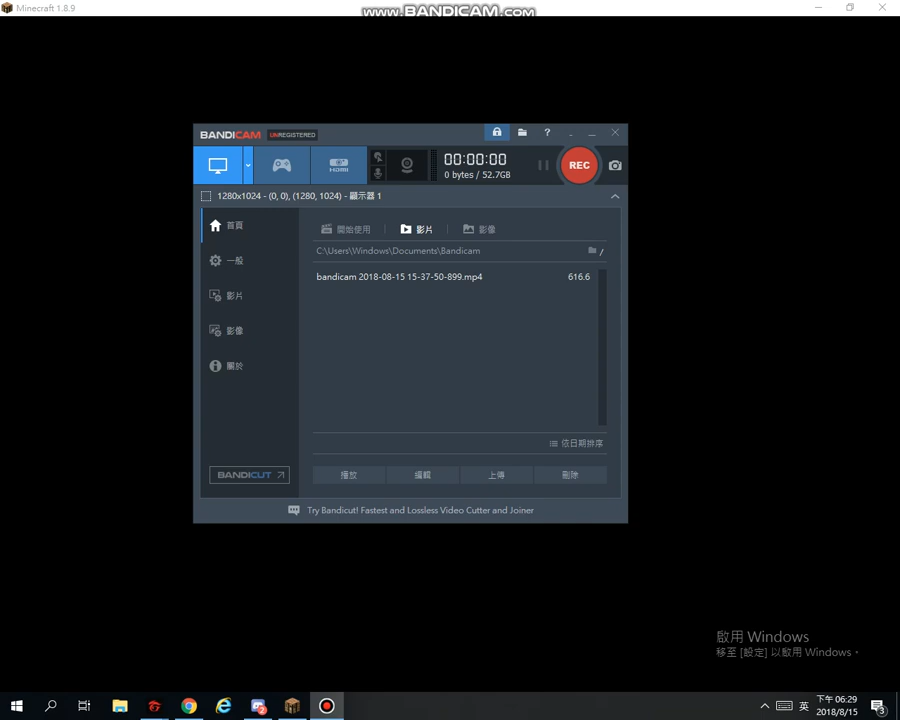 Minecraft 1.8.9
www.BANDICAM.com
BANDICAM UNREGISTERED
?
HDMI
00:00:00
0 bytes / 52.7GB
REC
1280x1024 - (0, 0), (1280, 1024) - 顯示器 1
首頁
一般
影片
影像
關於
BANDICUT
開始使用
影片
影像
C:\Users\Windows\Documents\Bandicam
/
bandicam 2018-08-15 15-37-50-899.mp4 616.6
依日期排序
播放 編輯 上傳 刪除
Try Bandicut! Fastest and Lossless Video Cutter and Joiner
啟用 Windows
移至 [設定] 以啟用 Windows。
2
英
下午 06:29
2018/8/15
3